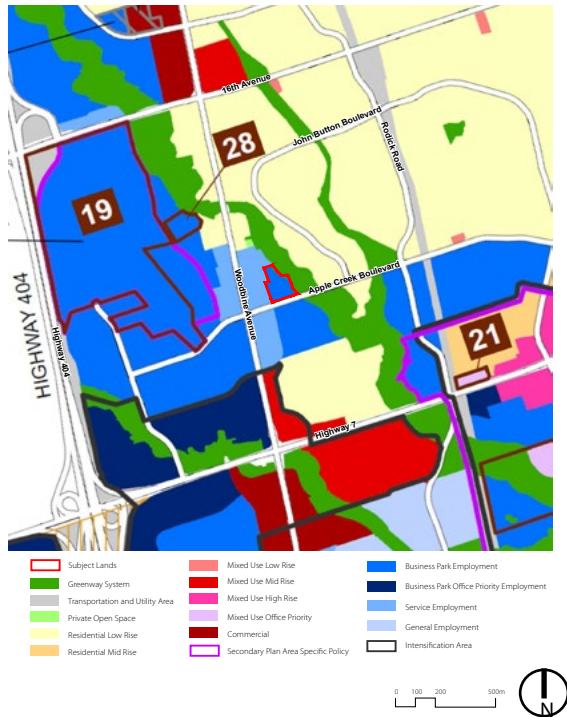 16th Avenue
John Button Boulevard
Rodick Road
28
19
HIGHWAY 404
Highway 404
Woodbine Avenue
Apple Creek Boulevard
21
Highway 7
Subject Lands
Greenway System
Transportation and Utility Area
Private Open Space
Residential Low Rise
Residential Mid Rise
Mixed Use Low Rise
Mixed Use Mid Rise
Mixed Use High Rise
Mixed Use Office Priority
Commercial
Secondary Plan Area Specific Policy
Business Park Employment
Business Park Office Priority Employment
Service Employment
General Employment
Intensification Area
0 100 200 500m
N